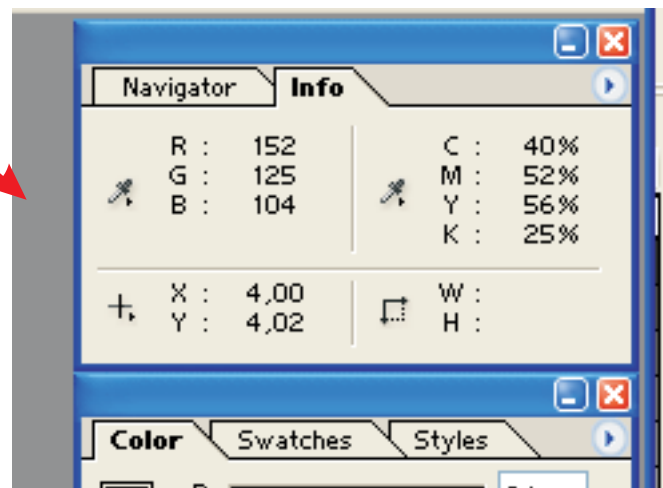 Navigator Info
R : 152 C : 40%
G : 125 M : 52%
B : 104 Y : 56%
K : 25%
X : 4,00 W :
Y : 4,02 H :
Color Swatches Styles